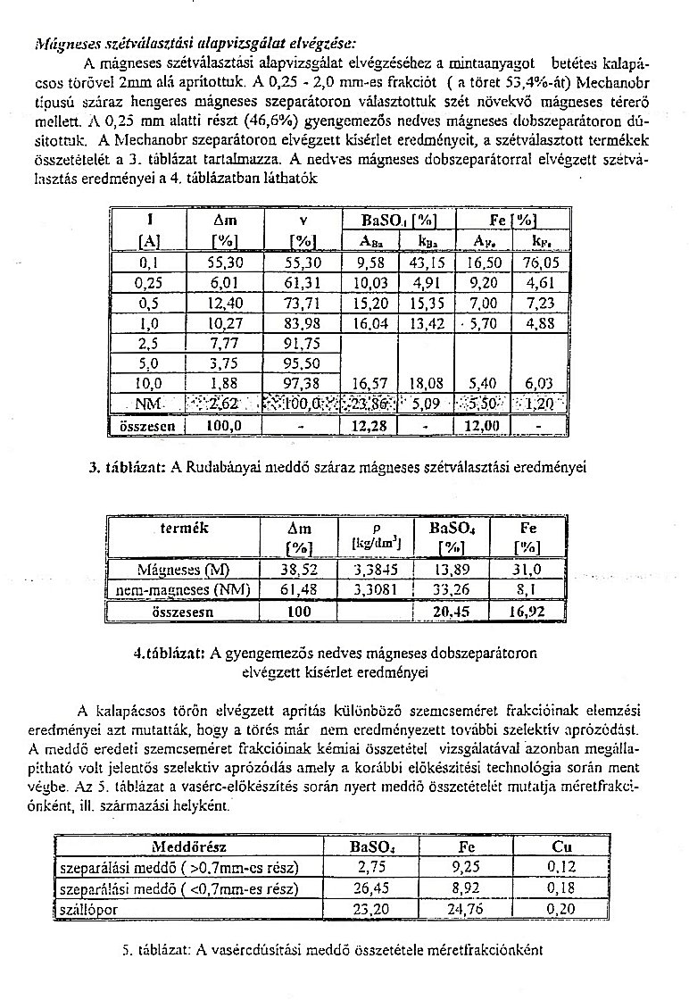 Mágneses szétválasztási alapvizsgálat elvégzése:
A mágneses szétválasztási alapvizsgálat elvégzéséhez a mintaanyagot betétes kalapá-
csos törővel 2mm alá aprítottuk. A 0,25 - 2,0 mm-es frakciót ( a töret 53,4%-át) Mechanobr
típusú száraz hengeres mágneses szeparátoron választottuk szét növekvő mágneses térerő
mellett. A 0,25 mm alatti részt (46,6%) gyengemezős nedves mágneses dobszeparátoron dú-
sítottuk. A Mechanobr szeparátoron elvégzett kísérlet eredményeit, a szétválasztott termékek
összetételét a 3. táblázat tartalmazza. A nedves mágneses dobszeparátorral elvégzett szétvá-
lasztás eredményei a 4. táblázatban láthatók
I Δm v BaSO₄ [%] Fe [%]
[A] [%] [%] A_Ba k_Ba A_Fe k_Fe
0,1 55,30 55,30 9,58 43,15 16,50 76,05
0,25 6,01 61,31 10,03 4,91 9,20 4,61
0,5 12,40 73,71 15,20 15,35 7,00 7,23
1,0 10,27 83,98 16,04 13,42 5,70 4,88
2,5 7,77 91,75
5,0 3,75 95,50
10,0 1,88 97,38 16,57 18,08 5,40 6,03
NM 2,62 100,0 23,86 5,09 5,50 1,20
összesen 100,0 - 12,28 - 12,00 -
3. táblázat: A Rudabányai meddő száraz mágneses szétválasztási eredményei
termék Δm ρ BaSO₄ Fe
[%] [kg/dm³] [%] [%]
Mágneses (M) 38,52 3,3845 13,89 31,0
nem-magneses (NM) 61,48 3,3081 33,26 8,1
összesesn 100 20,45 16,92
4.táblázat: A gyengemezős nedves mágneses dobszeparátoron
elvégzett kísérlet eredményei
A kalapácsos törőn elvégzett aprítás különböző szemcseméret frakcióinak elemzési
eredményei azt mutatták, hogy a törés már nem eredményezett további szelektív aprózódást.
A meddő eredeti szemcseméret frakcióinak kémiai összetétel vizsgálatával azonban megálla-
pítható volt jelentős szelektív aprózódás amely a korábbi előkészítési technológia során ment
végbe. Az 5. táblázat a vasérc-előkészítés során nyert meddő összetételét mutatja méretfrakci-
ónként, ill. származási helyként.
Meddőrész BaSO₄ Fe Cu
szeparálási meddő ( >0,7mm-es rész) 2,75 9,25 0,12
szeparálási meddő ( <0,7mm-es rész) 26,45 8,92 0,18
szállópor 23,20 24,76 0,20
5. táblázat: A vasércdúsítási meddő összetétele méretfrakciónként